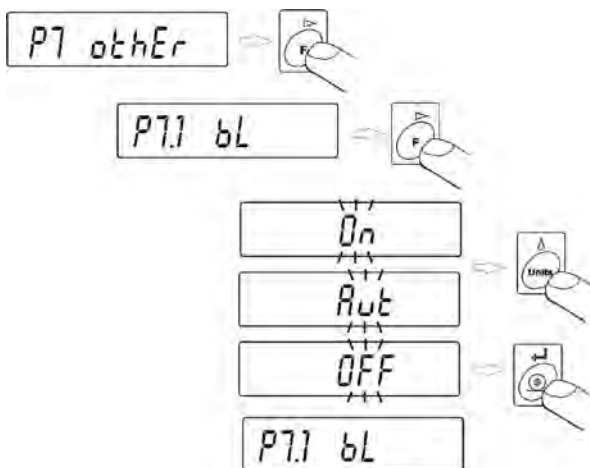 P7 othEr
F
P7.1 bL
F
On
Units
Aut
OFF
P7.1 bL